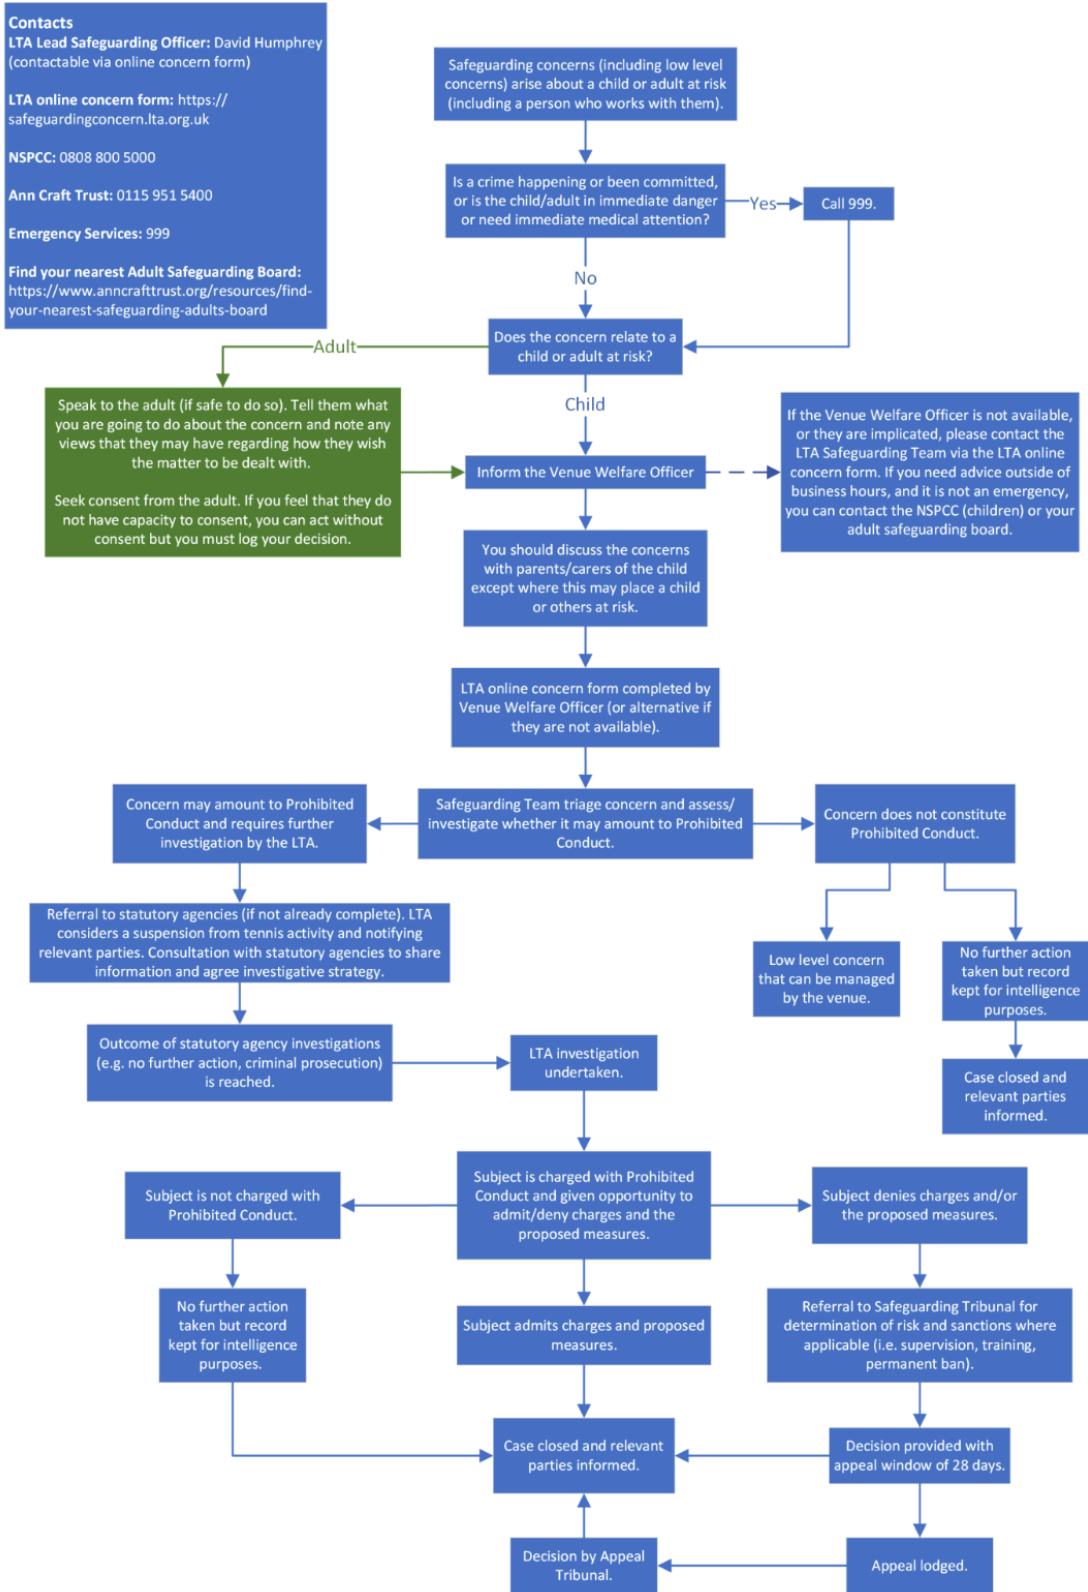 Contacts
LTA Lead Safeguarding Officer: David Humphrey
(contactable via online concern form)
LTA online concern form: https://
safeguardingconcern.lta.org.uk
NSPCC: 0808 800 5000
Ann Craft Trust: 0115 951 5400
Emergency Services: 999
Find your nearest Adult Safeguarding Board:
https://www.anncrafttrust.org/resources/find-
your-nearest-safeguarding-adults-board
Safeguarding concerns (including low level
concerns) arise about a child or adult at risk
(including a person who works with them).
Is a crime happening or been committed,
or is the child/adult in immediate danger
or need immediate medical attention?
Yes
Call 999.
No
Does the concern relate to a
child or adult at risk?
Adult
Speak to the adult (if safe to do so). Tell them what
you are going to do about the concern and note any
views that they may have regarding how they wish
the matter to be dealt with.
Seek consent from the adult. If you feel that they do
not have capacity to consent, you can act without
consent but you must log your decision.
Child
Inform the Venue Welfare Officer
If the Venue Welfare Officer is not available,
or they are implicated, please contact the
LTA Safeguarding Team via the LTA online
concern form. If you need advice outside of
business hours, and it is not an emergency,
you can contact the NSPCC (children) or your
adult safeguarding board.
You should discuss the concerns
with parents/carers of the child
except where this may place a child
or others at risk.
LTA online concern form completed by
Venue Welfare Officer (or alternative if
they are not available).
Safeguarding Team triage concern and assess/
investigate whether it may amount to Prohibited
Conduct.
Concern may amount to Prohibited
Conduct and requires further
investigation by the LTA.
Concern does not constitute
Prohibited Conduct.
Referral to statutory agencies (if not already complete). LTA
considers a suspension from tennis activity and notifying
relevant parties. Consultation with statutory agencies to share
information and agree investigative strategy.
Low level concern
that can be managed
by the venue.
No further action
taken but record
kept for intelligence
purposes.
Outcome of statutory agency investigations
(e.g. no further action, criminal prosecution)
is reached.
LTA investigation
undertaken.
Case closed and
relevant parties
informed.
Subject is not charged with
Prohibited Conduct.
Subject is charged with Prohibited
Conduct and given opportunity to
admit/deny charges and the
proposed measures.
Subject denies charges and/or
the proposed measures.
No further action
taken but record
kept for intelligence
purposes.
Subject admits charges and proposed
measures.
Referral to Safeguarding Tribunal for
determination of risk and sanctions where
applicable (i.e. supervision, training,
permanent ban).
Case closed and relevant
parties informed.
Decision provided with
appeal window of 28 days.
Decision by Appeal
Tribunal.
Appeal lodged.